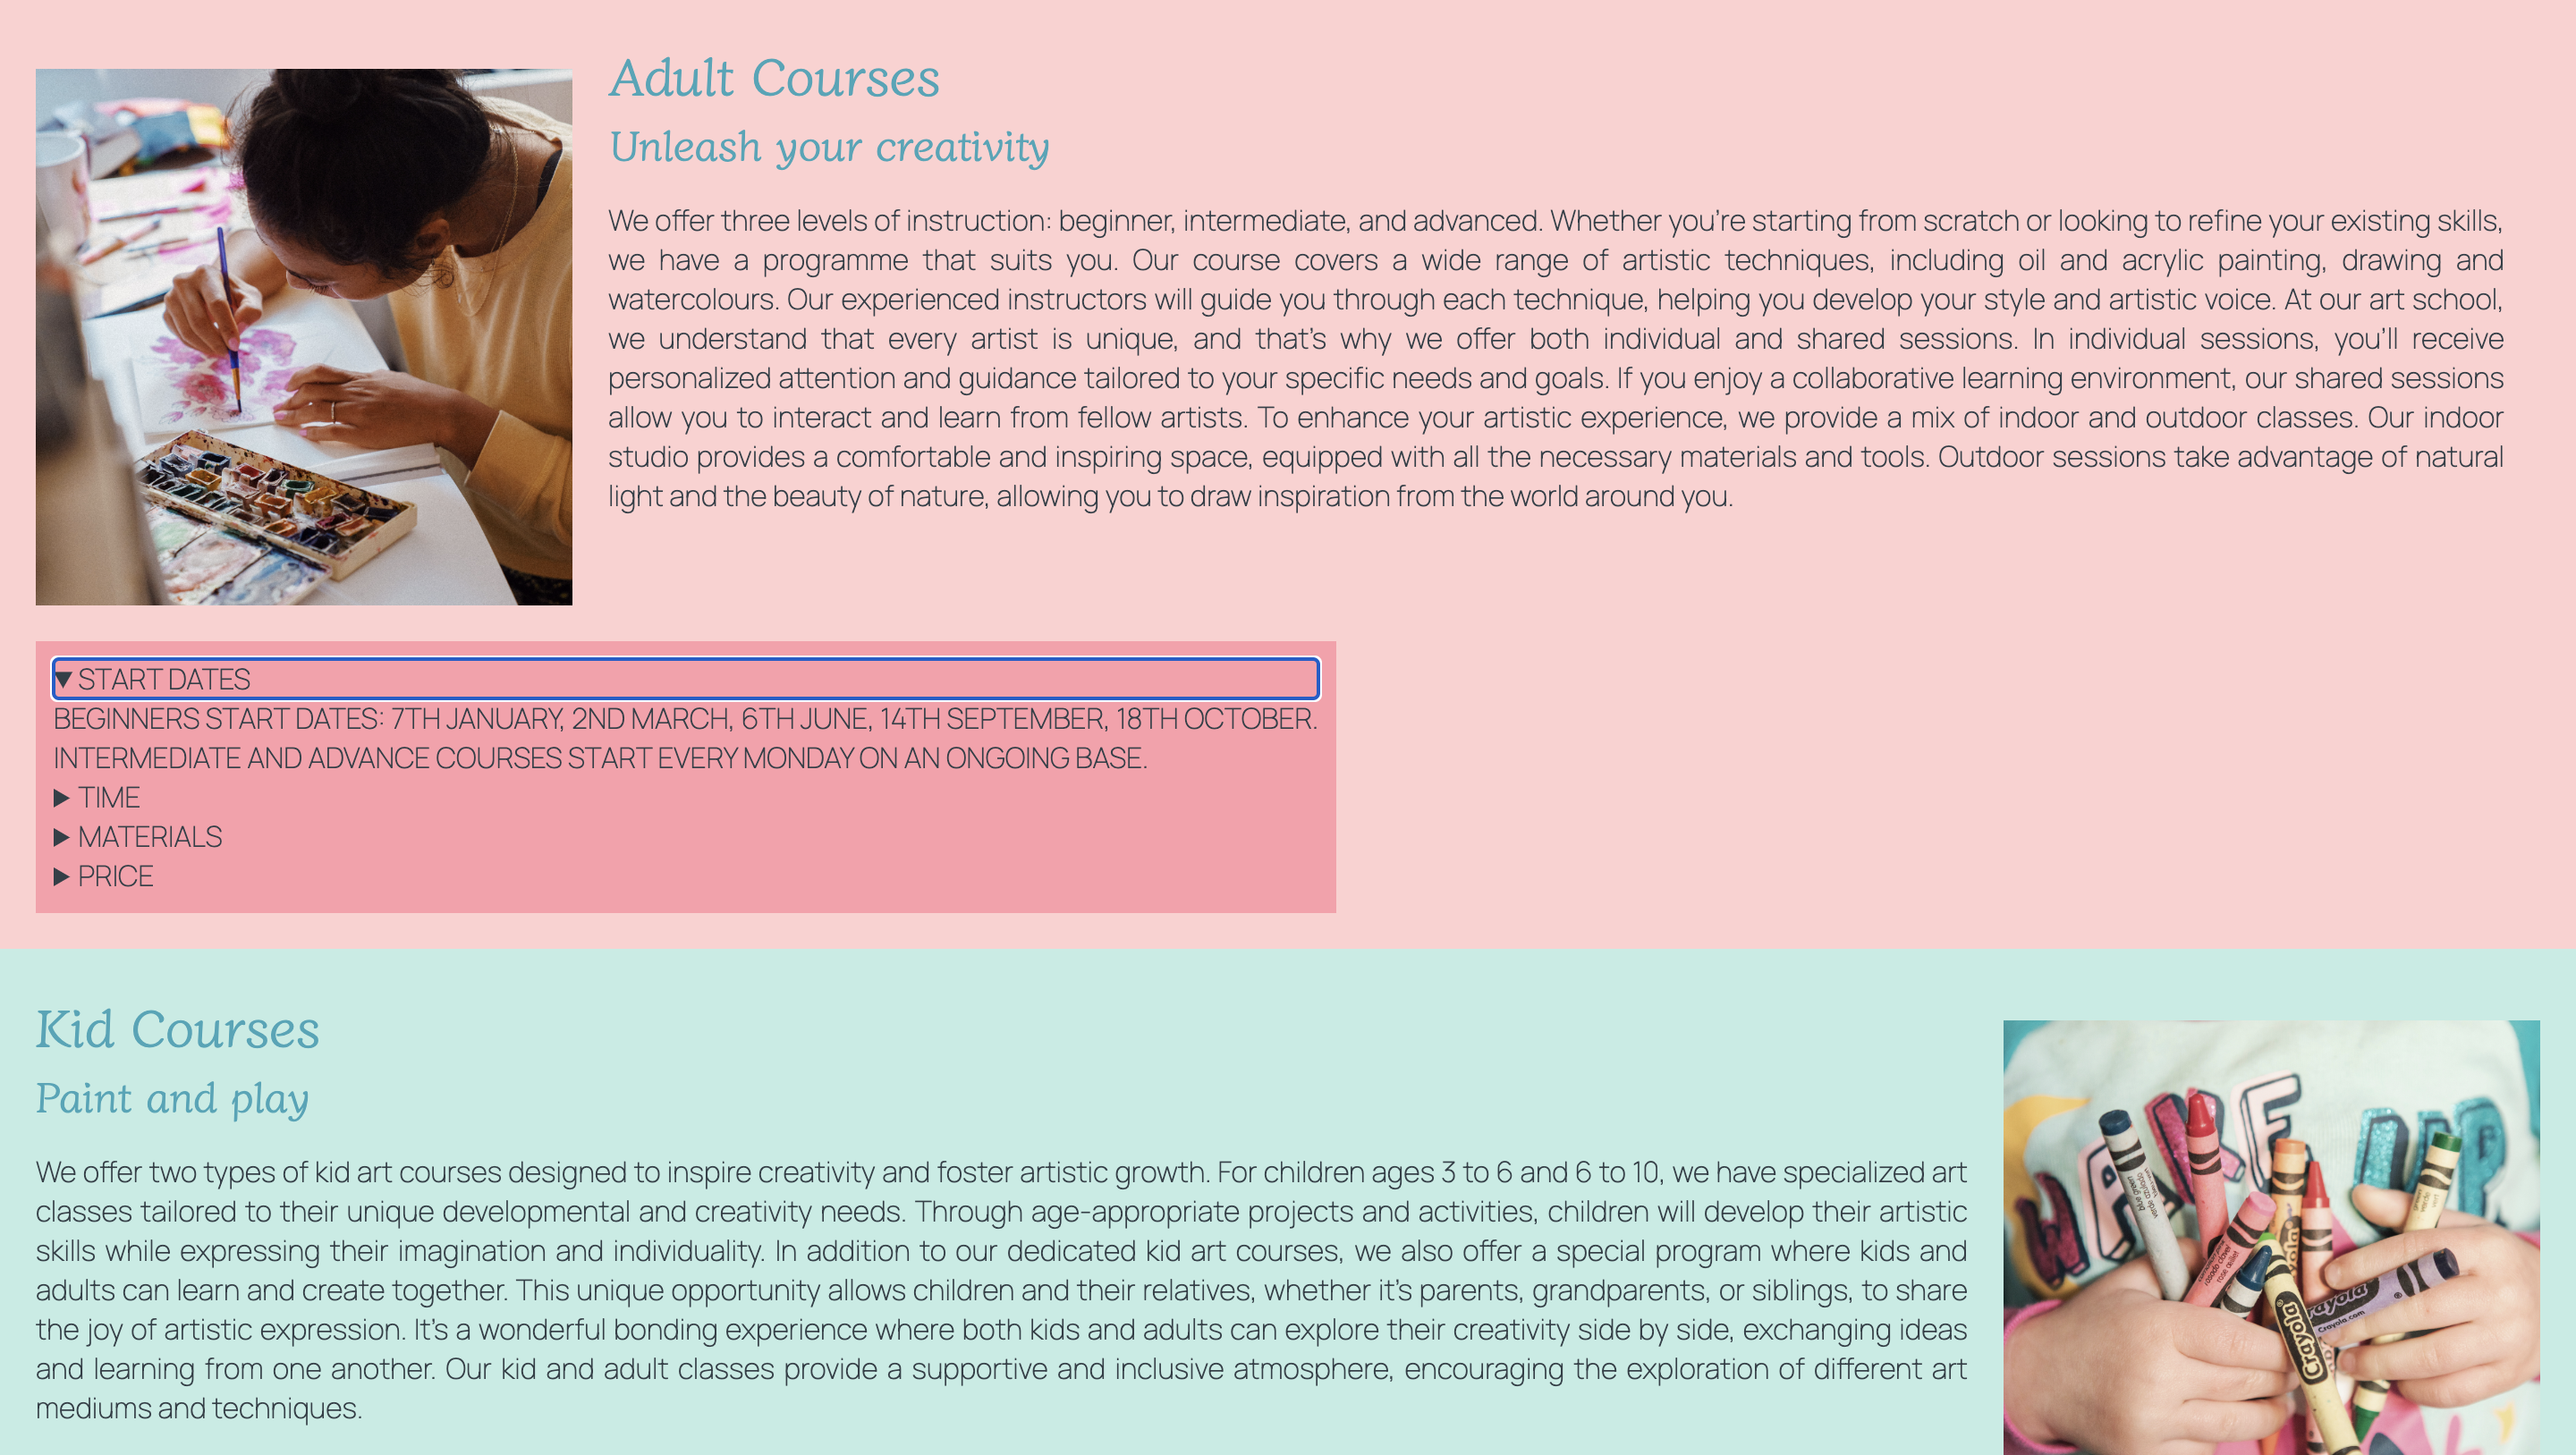 Adult Courses
Unleash your creativity
We offer three levels of instruction: beginner, intermediate, and advanced. Whether you're starting from scratch or looking to refine your existing skills,
we have a programme that suits you. Our course covers a wide range of artistic techniques, including oil and acrylic painting, drawing and
watercolours. Our experienced instructors will guide you through each technique, helping you develop your style and artistic voice. At our art school,
we understand that every artist is unique, and that's why we offer both individual and shared sessions. In individual sessions, you'll receive
personalized attention and guidance tailored to your specific needs and goals. If you enjoy a collaborative learning environment, our shared sessions
allow you to interact and learn from fellow artists. To enhance your artistic experience, we provide a mix of indoor and outdoor classes. Our indoor
studio provides a comfortable and inspiring space, equipped with all the necessary materials and tools. Outdoor sessions take advantage of natural
light and the beauty of nature, allowing you to draw inspiration from the world around you.
START DATES
BEGINNERS START DATES: 7TH JANUARY, 2ND MARCH, 6TH JUNE, 14TH SEPTEMBER, 18TH OCTOBER.
INTERMEDIATE AND ADVANCE COURSES START EVERY MONDAY ON AN ONGOING BASE.
TIME
MATERIALS
PRICE
Kid Courses
Paint and play
We offer two types of kid art courses designed to inspire creativity and foster artistic growth. For children ages 3 to 6 and 6 to 10, we have specialized art
classes tailored to their unique developmental and creativity needs. Through age-appropriate projects and activities, children will develop their artistic
skills while expressing their imagination and individuality. In addition to our dedicated kid art courses, we also offer a special program where kids and
adults can learn and create together. This unique opportunity allows children and their relatives, whether it's parents, grandparents, or siblings, to share
the joy of artistic expression. It's a wonderful bonding experience where both kids and adults can explore their creativity side by side, exchanging ideas
and learning from one another. Our kid and adult classes provide a supportive and inclusive atmosphere, encouraging the exploration of different art
mediums and techniques.
WAKE UP
Crayola
Crayola.com